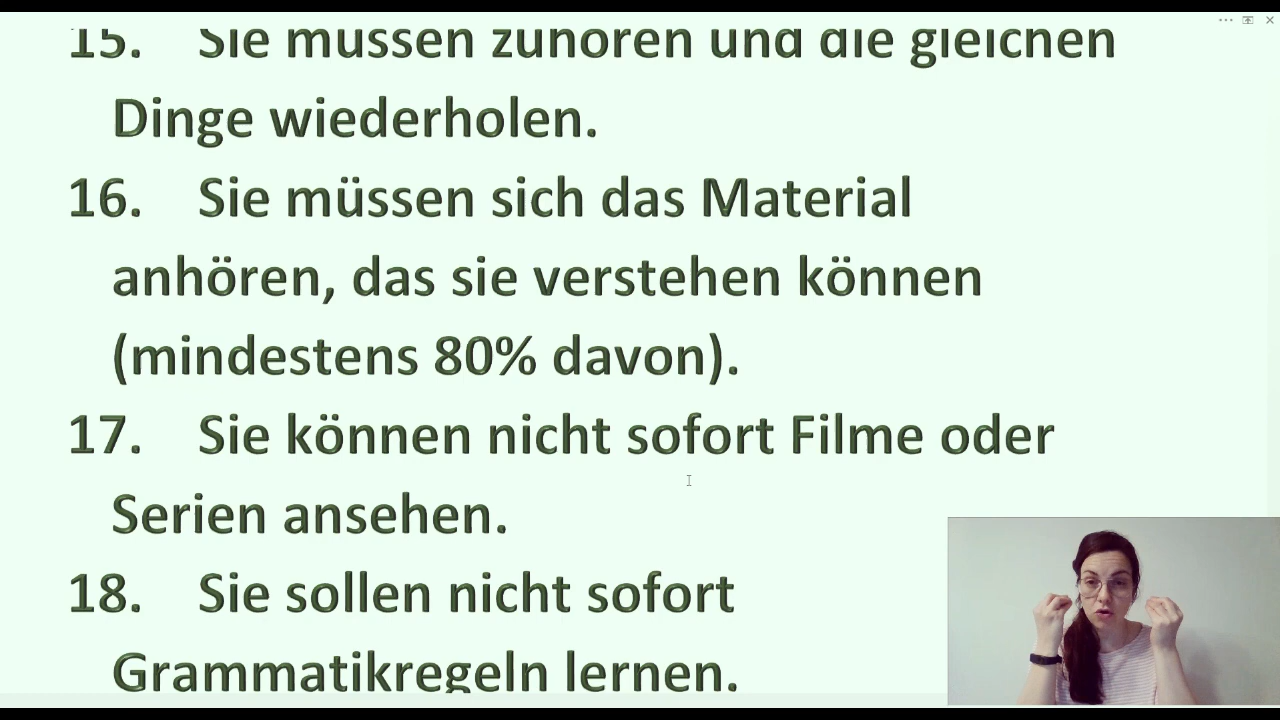 15. Sie müssen zuhören und die gleichen
Dinge wiederholen.
16. Sie müssen sich das Material
anhören, das sie verstehen können
(mindestens 80% davon).
17. Sie können nicht sofort Filme oder
Serien ansehen.
18. Sie sollen nicht sofort
Grammatikregeln lernen.